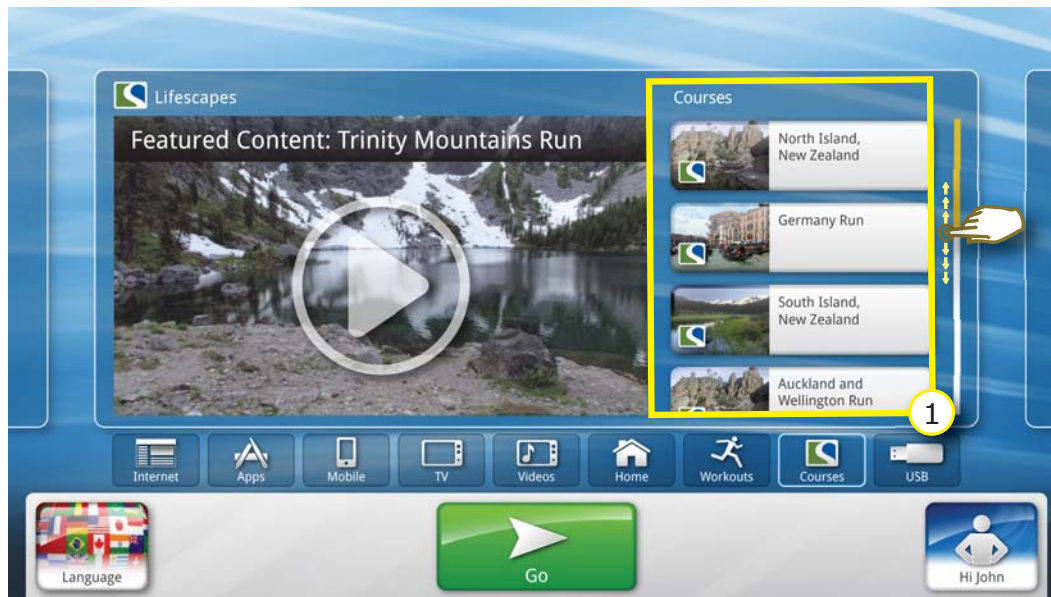 Lifescapes
Featured Content: Trinity Mountains Run
Courses
North Island,
New Zealand
Germany Run
South Island,
New Zealand
Auckland and
Wellington Run
1
Internet
Apps
Mobile
TV
Videos
Home
Workouts
Courses
USB
Language
Go
Hi John